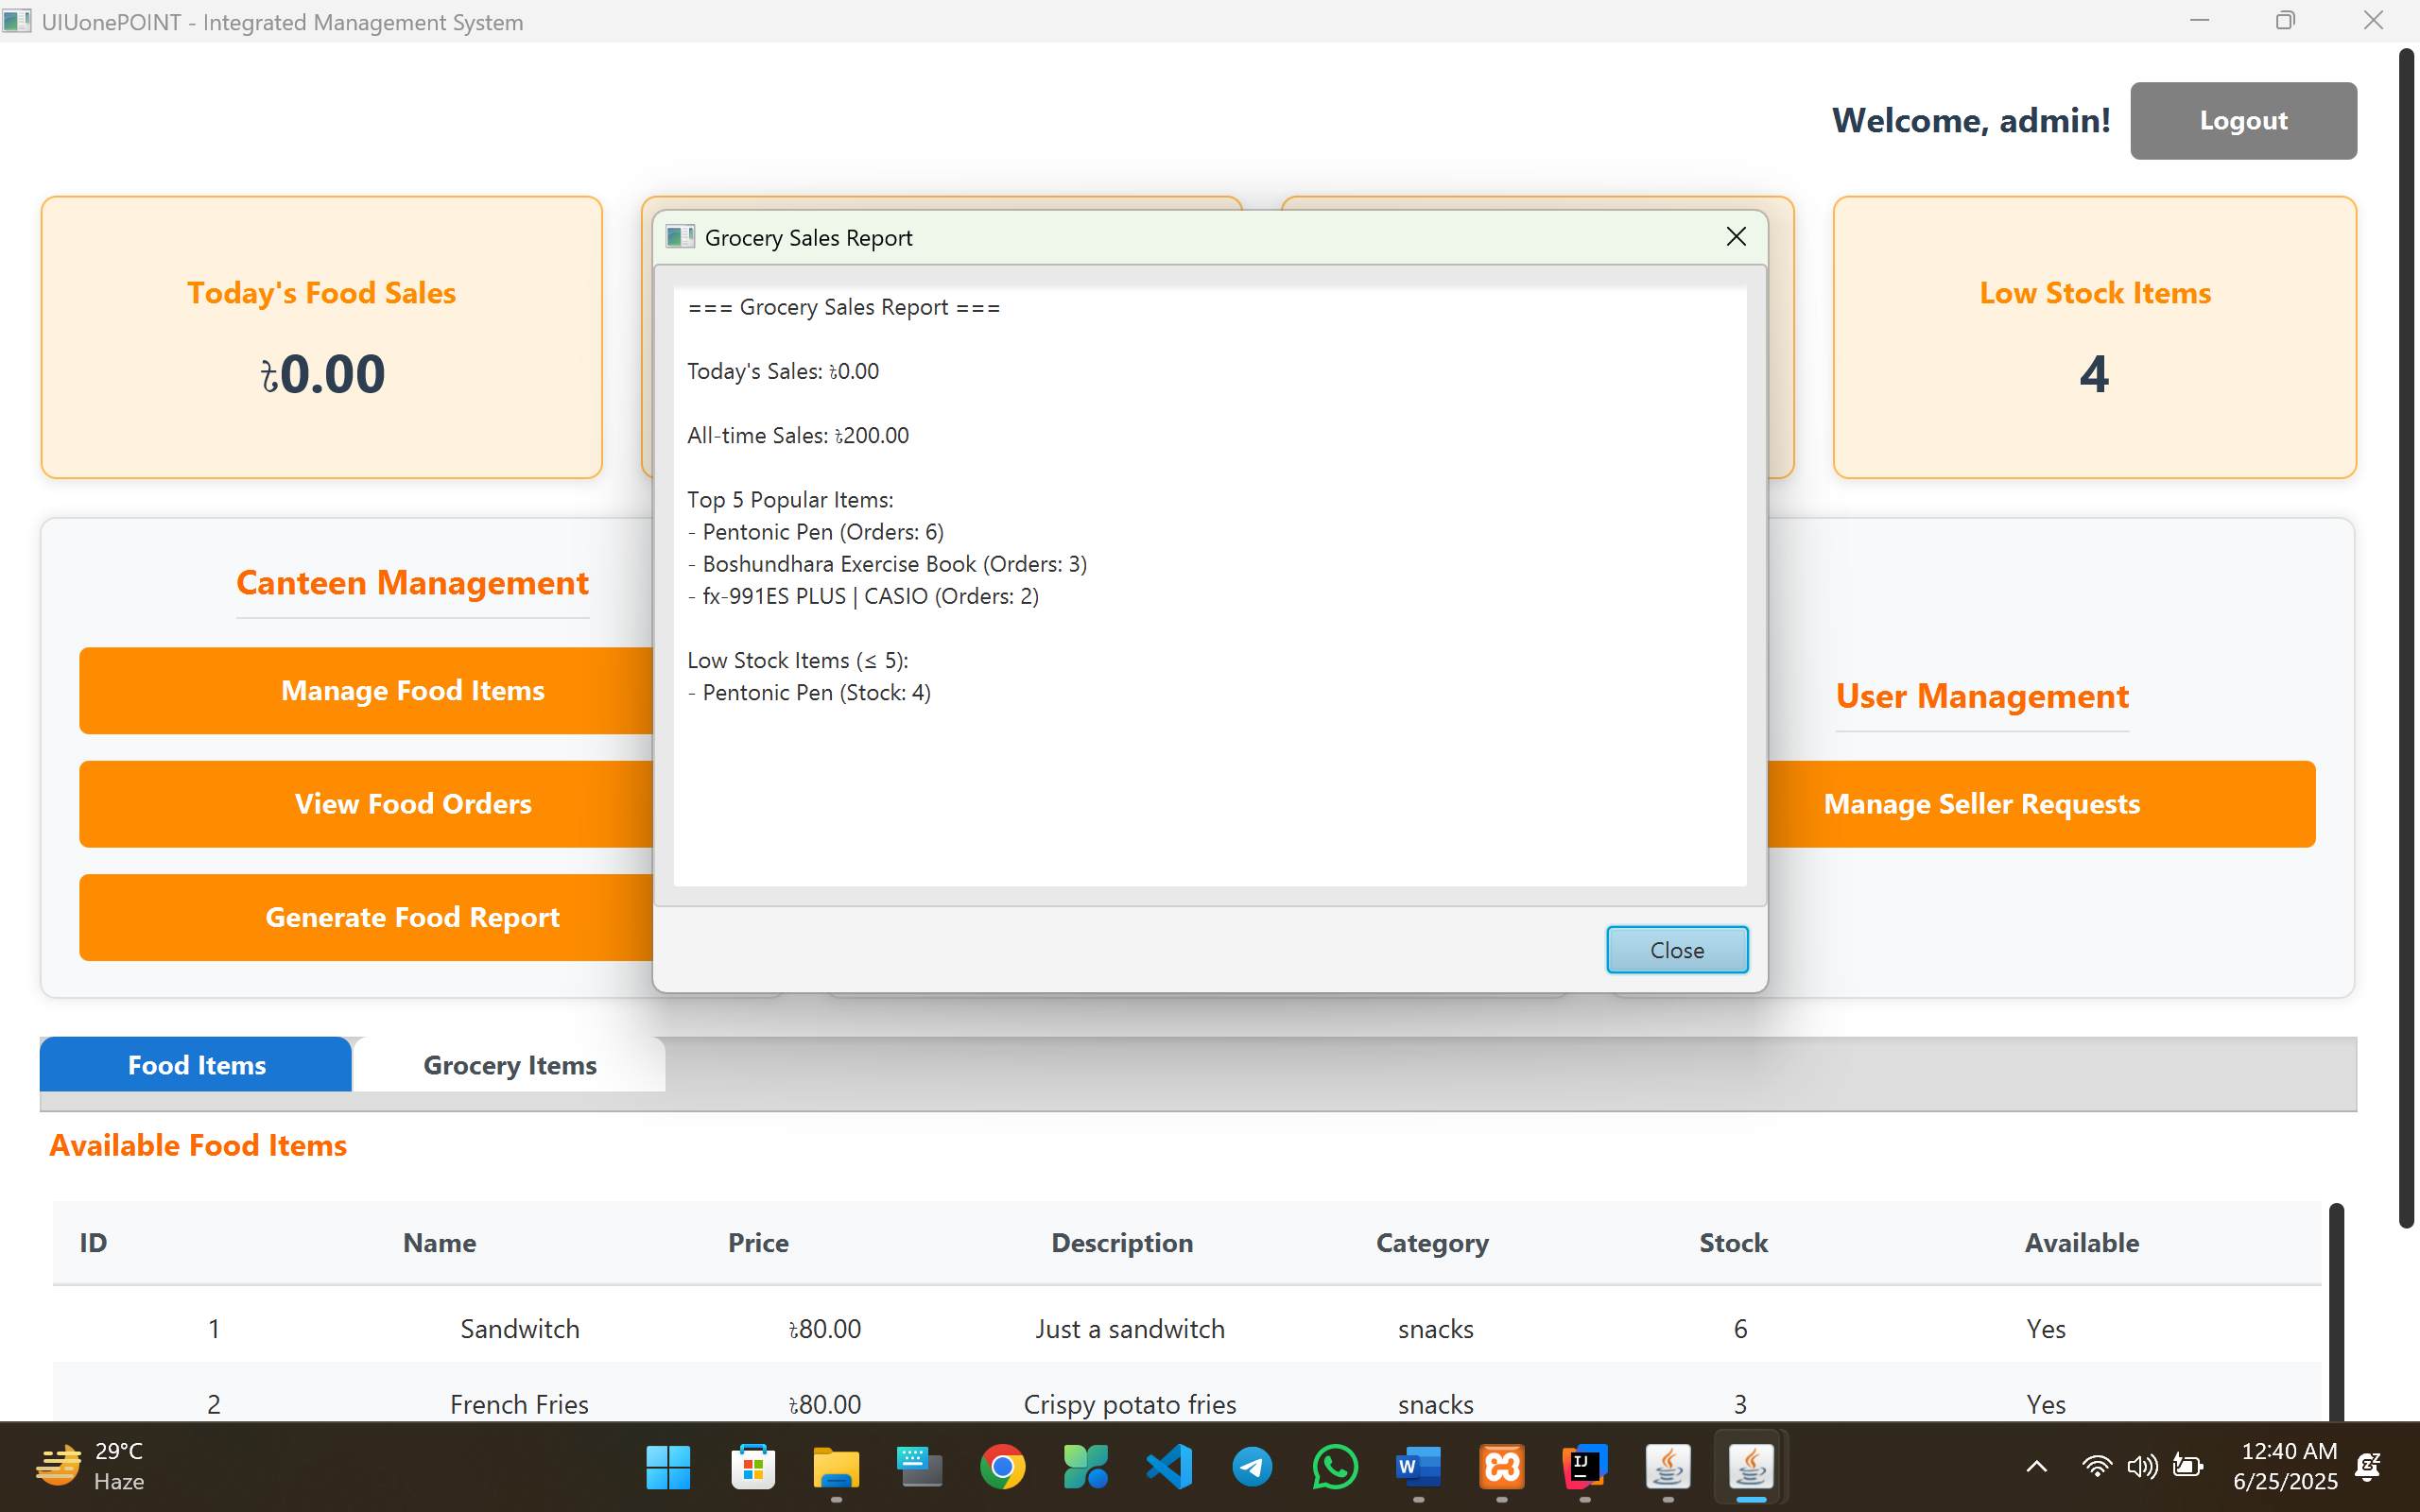 UIUonePOINT - Integrated Management System
Welcome, admin!
Logout
Today's Food Sales
৳0.00
Low Stock Items
4
Grocery Sales Report
=== Grocery Sales Report ===
Today's Sales: ৳0.00
All-time Sales: ৳200.00
Top 5 Popular Items:
- Pentonic Pen (Orders: 6)
- Boshundhara Exercise Book (Orders: 3)
- fx-991ES PLUS | CASIO (Orders: 2)
Low Stock Items (≤ 5):
- Pentonic Pen (Stock: 4)
Close
Canteen Management
Manage Food Items
View Food Orders
Generate Food Report
User Management
Manage Seller Requests
Food Items
Grocery Items
Available Food Items
ID Name Price Description Category Stock Available
1 Sandwitch ৳80.00 Just a sandwitch snacks 6 Yes
2 French Fries ৳80.00 Crispy potato fries snacks 3 Yes
29°C
Haze
12:40 AM
6/25/2025